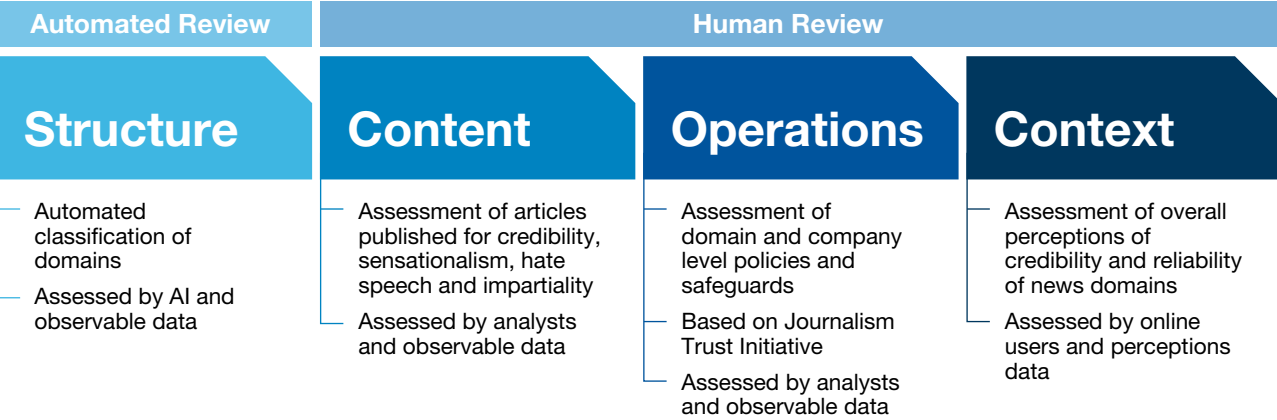 Automated Review
Human Review
Structure
Content
Operations
Context
Automated
classification of
domains
Assessed by AI and
observable data
Assessment of articles
published for credibility,
sensationalism, hate
speech and impartiality
Assessed by analysts
and observable data
Assessment of
domain and company
level policies and
safeguards
Based on Journalism
Trust Initiative
Assessed by analysts
and observable data
Assessment of overall
perceptions of
credibility and reliability
of news domains
Assessed by online
users and perceptions
data